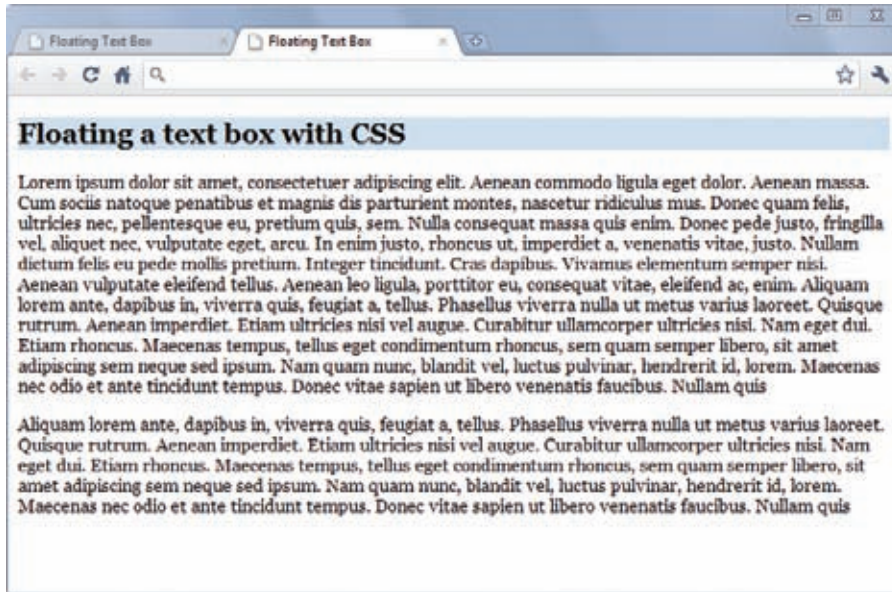 Floating Text Box
Floating Text Box
Floating a text box with CSS
Lorem ipsum dolor sit amet, consectetuer adipiscing elit. Aenean commodo ligula eget dolor. Aenean massa.
Cum sociis natoque penatibus et magnis dis parturient montes, nascetur ridiculus mus. Donec quam felis,
ultricies nec, pellentesque eu, pretium quis, sem. Nulla consequat massa quis enim. Donec pede justo, fringilla
vel, aliquet nec, vulputate eget, arcu. In enim justo, rhoncus ut, imperdiet a, venenatis vitae, justo. Nullam
dictum felis eu pede mollis pretium. Integer tincidunt. Cras dapibus. Vivamus elementum semper nisi.
Aenean vulputate eleifend tellus. Aenean leo ligula, porttitor eu, consequat vitae, eleifend ac, enim. Aliquam
lorem ante, dapibus in, viverra quis, feugiat a, tellus. Phasellus viverra nulla ut metus varius laoreet. Quisque
rutrum. Aenean imperdiet. Etiam ultricies nisi vel augue. Curabitur ullamcorper ultricies nisi. Nam eget dui.
Etiam rhoncus. Maecenas tempus, tellus eget condimentum rhoncus, sem quam semper libero, sit amet
adipiscing sem neque sed ipsum. Nam quam nunc, blandit vel, luctus pulvinar, hendrerit id, lorem. Maecenas
nec odio et ante tincidunt tempus. Donec vitae sapien ut libero venenatis faucibus. Nullam quis
Aliquam lorem ante, dapibus in, viverra quis, feugiat a, tellus. Phasellus viverra nulla ut metus varius laoreet.
Quisque rutrum. Aenean imperdiet. Etiam ultricies nisi vel augue. Curabitur ullamcorper ultricies nisi. Nam
eget dui. Etiam rhoncus. Maecenas tempus, tellus eget condimentum rhoncus, sem quam semper libero, sit
amet adipiscing sem neque sed ipsum. Nam quam nunc, blandit vel, luctus pulvinar, hendrerit id, lorem.
Maecenas nec odio et ante tincidunt tempus. Donec vitae sapien ut libero venenatis faucibus. Nullam quis